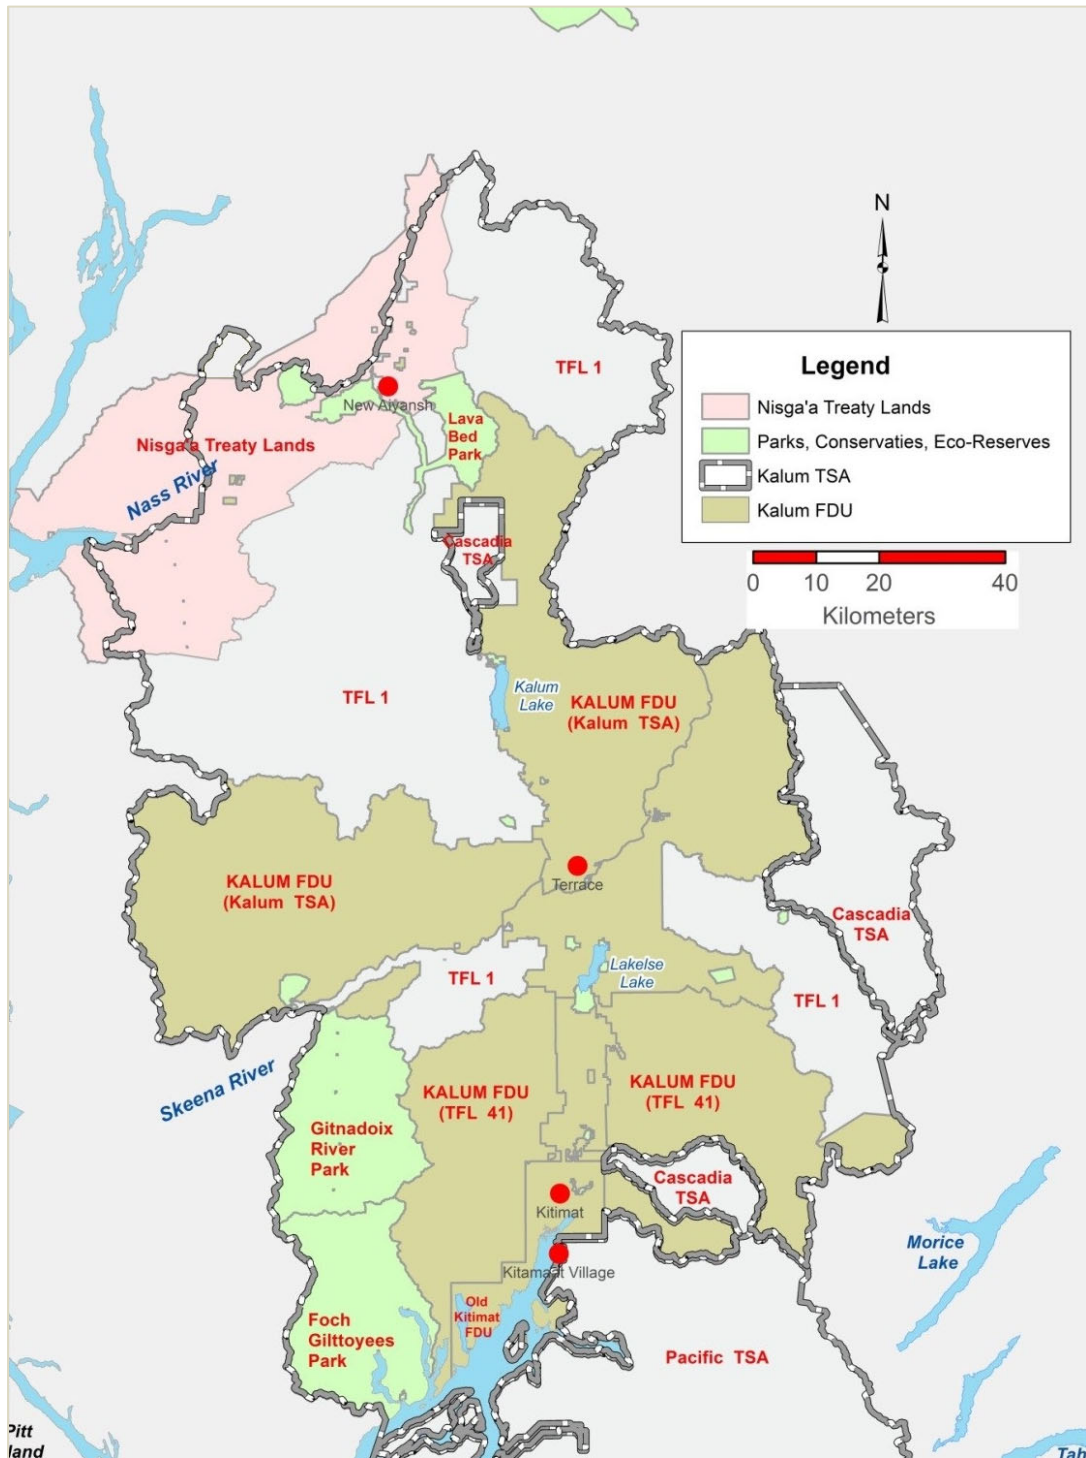 N
TFL 1
Legend
Nisga'a Treaty Lands
Parks, Conservaties, Eco-Reserves
Kalum TSA
Kalum FDU
New Aiyansh
Lava
Bed
Park
Nisga'a Treaty Lands
Nass River
Cascadia
TSA
0 10 20 40
Kilometers
Kalum
Lake
TFL 1
KALUM FDU
(Kalum TSA)
Terrace
KALUM FDU
(Kalum TSA)
Cascadia
TSA
Lakelse
Lake
TFL 1
TFL 1
Skeena River
KALUM FDU
(TFL 41)
KALUM FDU
(TFL 41)
Gitnadoix
River
Park
Cascadia
TSA
Kitimat
Morice
Lake
Kitamaat Village
Old
Kitimat
FDU
Foch
Gilttoyees
Park
Pacific TSA
Pitt
land
Tah